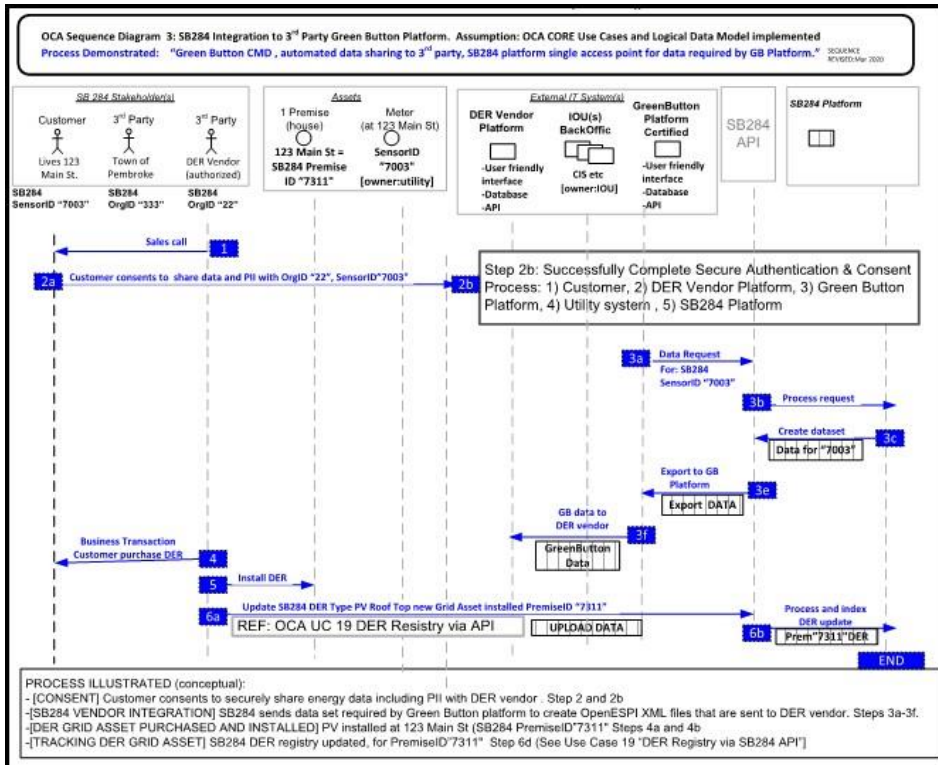 OCA Sequence Diagram 3: SB284 Integration to 3rd Party Green Button Platform. Assumption: OCA CORE Use Cases and Logical Data Model implemented
Process Demonstrated: "Green Button CMD , automated data sharing to 3rd party, SB284 platform single access point for data required by GB Platform."
SEQUENCE
REVISED:Mar 2020
SB 284 Stakeholder(s)
Customer
Lives 123
Main St.
SB284
SensorID "7003"
3rd Party
Town of
Pembroke
SB284
OrgID "333"
3rd Party
DER Vendor
(authorized)
SB284
OrgID "22"
Assets
1 Premise
(house)
123 Main St =
SB284 Premise
ID "7311"
Meter
(at 123 Main St)
SensorID
"7003"
[owner:utility]
External IT System(s)
DER Vendor
Platform
-User friendly
interface
-Database
-API
IOU(s)
BackOffic
CIS etc
[owner:IOU]
GreenButton
Platform
Certified
-User friendly
interface
-Database
-API
SB284
API
SB284 Platform
Sales call
1
2a
Customer consents to share data and PII with OrgID "22", SensorID"7003"
2b
Step 2b: Successfully Complete Secure Authentication & Consent
Process: 1) Customer, 2) DER Vendor Platform, 3) Green Button
Platform, 4) Utility system , 5) SB284 Platform
3a
Data Request
For: SB284
SensorID "7003"
3b
Process request
Create dataset
3c
Data for "7003"
Export to GB
Platform
3e
Export DATA
GB data to
DER vendor
3f
GreenButton
Data
Business Transaction
Customer purchase DER
4
5
Install DER
6a
Update SB284 DER Type PV Roof Top new Grid Asset installed PremiseID "7311"
REF: OCA UC 19 DER Registry via API
UPLOAD DATA
6b
Process and index
DER update
Prem"7311"DER
END
PROCESS ILLUSTRATED (conceptual):
- [CONSENT] Customer consents to securely share energy data including PII with DER vendor . Step 2 and 2b
-[SB284 VENDOR INTEGRATION] SB284 sends data set required by Green Button platform to create OpenESPI XML files that are sent to DER vendor. Steps 3a-3f.
-[DER GRID ASSET PURCHASED AND INSTALLED] PV installed at 123 Main St (SB284 PremiseID"7311" Steps 4a and 4b
-[TRACKING DER GRID ASSET] SB284 DER registry updated, for PremiseID"7311" Step 6d (See Use Case 19 "DER Registry via SB284 API"]